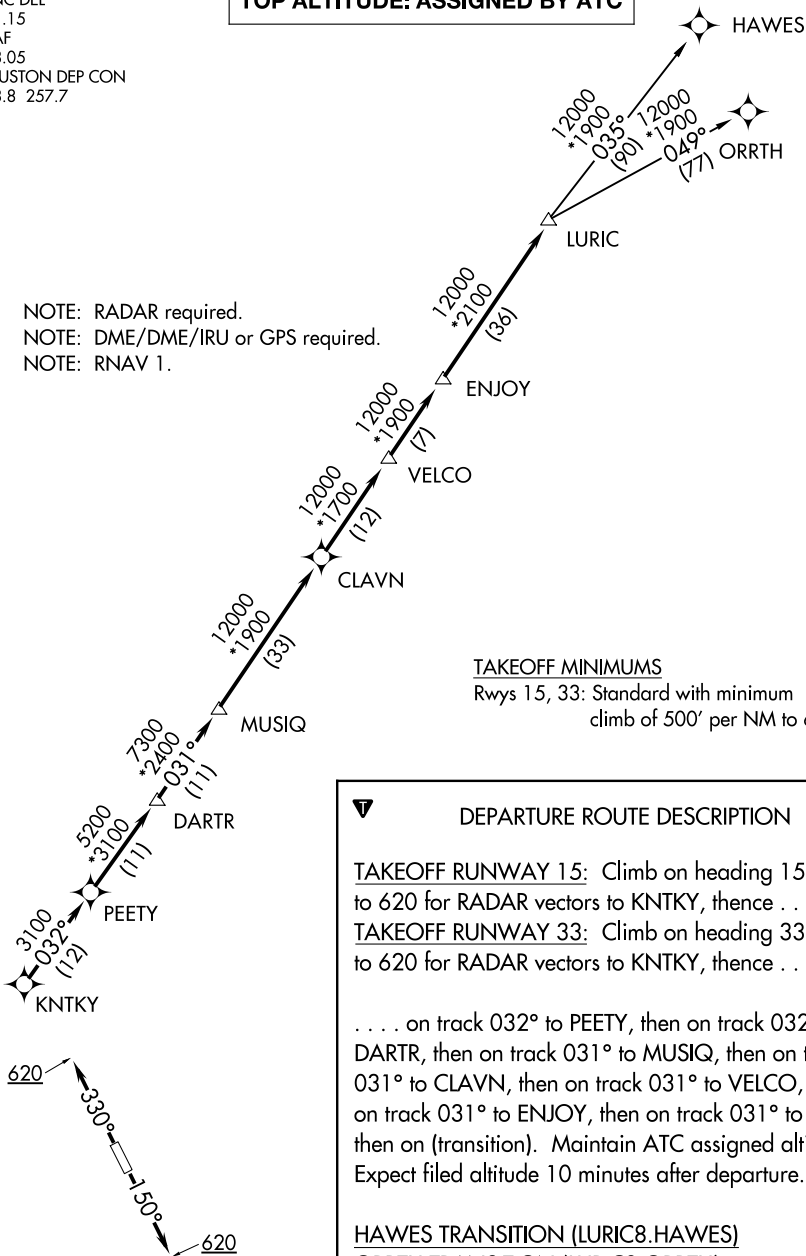 .15
.05
USTON DEP CON
.8 257.7
TOP ALTITUDE: ASSIGNED BY ATC
HAWES
12000
*1900
035°
(90)
12000
*1900
049°
(77)
ORRTH
LURIC
12000
*2100
(36)
NOTE: RADAR required.
NOTE: DME/DME/IRU or GPS required.
NOTE: RNAV 1.
ENJOY
12000
*1900
(7)
VELCO
12000
*1700
(12)
CLAVN
12000
*1900
(33)
TAKEOFF MINIMUMS
Rwys 15, 33: Standard with minimum
climb of 500' per NM to
MUSIQ
7300
*2400
031°
(11)
DARTR
5200
*3100
(11)
PEETY
3100
032°
(12)
KNTKY
620
330°
150°
620
T
DEPARTURE ROUTE DESCRIPTION
TAKEOFF RUNWAY 15: Climb on heading 15
to 620 for RADAR vectors to KNTKY, thence . .
TAKEOFF RUNWAY 33: Climb on heading 33
to 620 for RADAR vectors to KNTKY, thence . .
. . . . on track 032° to PEETY, then on track 032
DARTR, then on track 031° to MUSIQ, then on t
031° to CLAVN, then on track 031° to VELCO,
on track 031° to ENJOY, then on track 031° to
then on (transition). Maintain ATC assigned alt
Expect filed altitude 10 minutes after departure.
HAWES TRANSITION (LURIC8.HAWES)